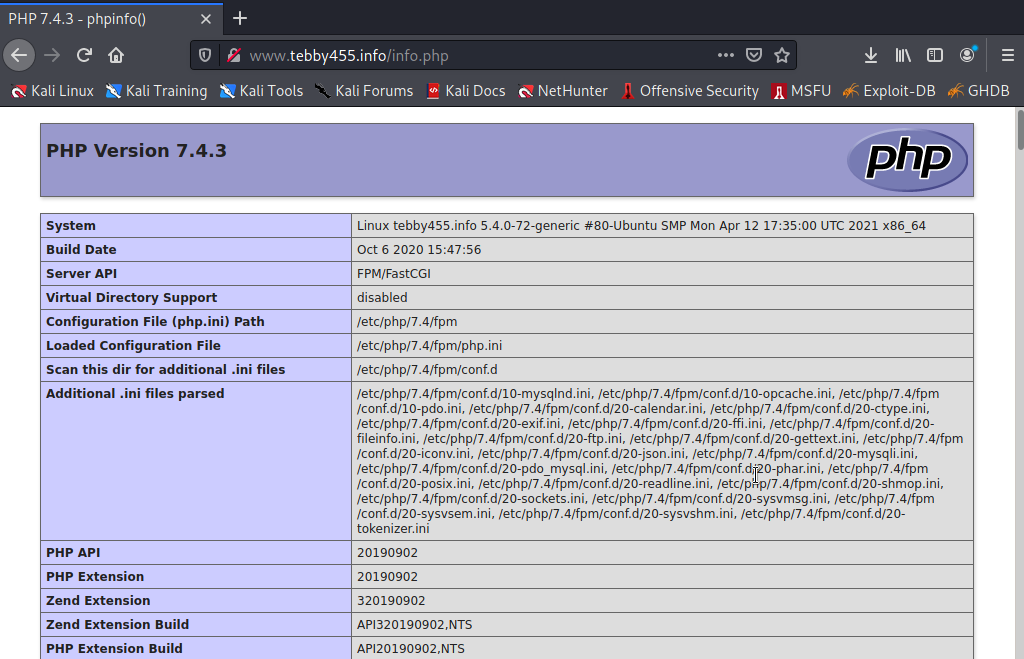 PHP 7.4.3 - phpinfo()
www.tebby455.info/info.php
Kali Linux Kali Training Kali Tools Kali Forums Kali Docs NetHunter Offensive Security MSFU Exploit-DB GHDB
PHP Version 7.4.3
php
System Linux tebby455.info 5.4.0-72-generic #80-Ubuntu SMP Mon Apr 12 17:35:00 UTC 2021 x86_64
Build Date Oct 6 2020 15:47:56
Server API FPM/FastCGI
Virtual Directory Support disabled
Configuration File (php.ini) Path /etc/php/7.4/fpm
Loaded Configuration File /etc/php/7.4/fpm/php.ini
Scan this dir for additional .ini files /etc/php/7.4/fpm/conf.d
Additional .ini files parsed /etc/php/7.4/fpm/conf.d/10-mysqlnd.ini, /etc/php/7.4/fpm/conf.d/10-opcache.ini, /etc/php/7.4/fpm
/conf.d/10-pdo.ini, /etc/php/7.4/fpm/conf.d/20-calendar.ini, /etc/php/7.4/fpm/conf.d/20-ctype.ini,
/etc/php/7.4/fpm/conf.d/20-exif.ini, /etc/php/7.4/fpm/conf.d/20-ffi.ini, /etc/php/7.4/fpm/conf.d/20-
fileinfo.ini, /etc/php/7.4/fpm/conf.d/20-ftp.ini, /etc/php/7.4/fpm/conf.d/20-gettext.ini, /etc/php/7.4/fpm
/conf.d/20-iconv.ini, /etc/php/7.4/fpm/conf.d/20-json.ini, /etc/php/7.4/fpm/conf.d/20-mysqli.ini,
/etc/php/7.4/fpm/conf.d/20-pdo_mysql.ini, /etc/php/7.4/fpm/conf.d/20-phar.ini, /etc/php/7.4/fpm
/conf.d/20-posix.ini, /etc/php/7.4/fpm/conf.d/20-readline.ini, /etc/php/7.4/fpm/conf.d/20-shmop.ini,
/etc/php/7.4/fpm/conf.d/20-sockets.ini, /etc/php/7.4/fpm/conf.d/20-sysvmsg.ini, /etc/php/7.4/fpm
/conf.d/20-sysvsem.ini, /etc/php/7.4/fpm/conf.d/20-sysvshm.ini, /etc/php/7.4/fpm/conf.d/20-
tokenizer.ini
PHP API 20190902
PHP Extension 20190902
Zend Extension 320190902
Zend Extension Build API320190902,NTS
PHP Extension Build API20190902,NTS